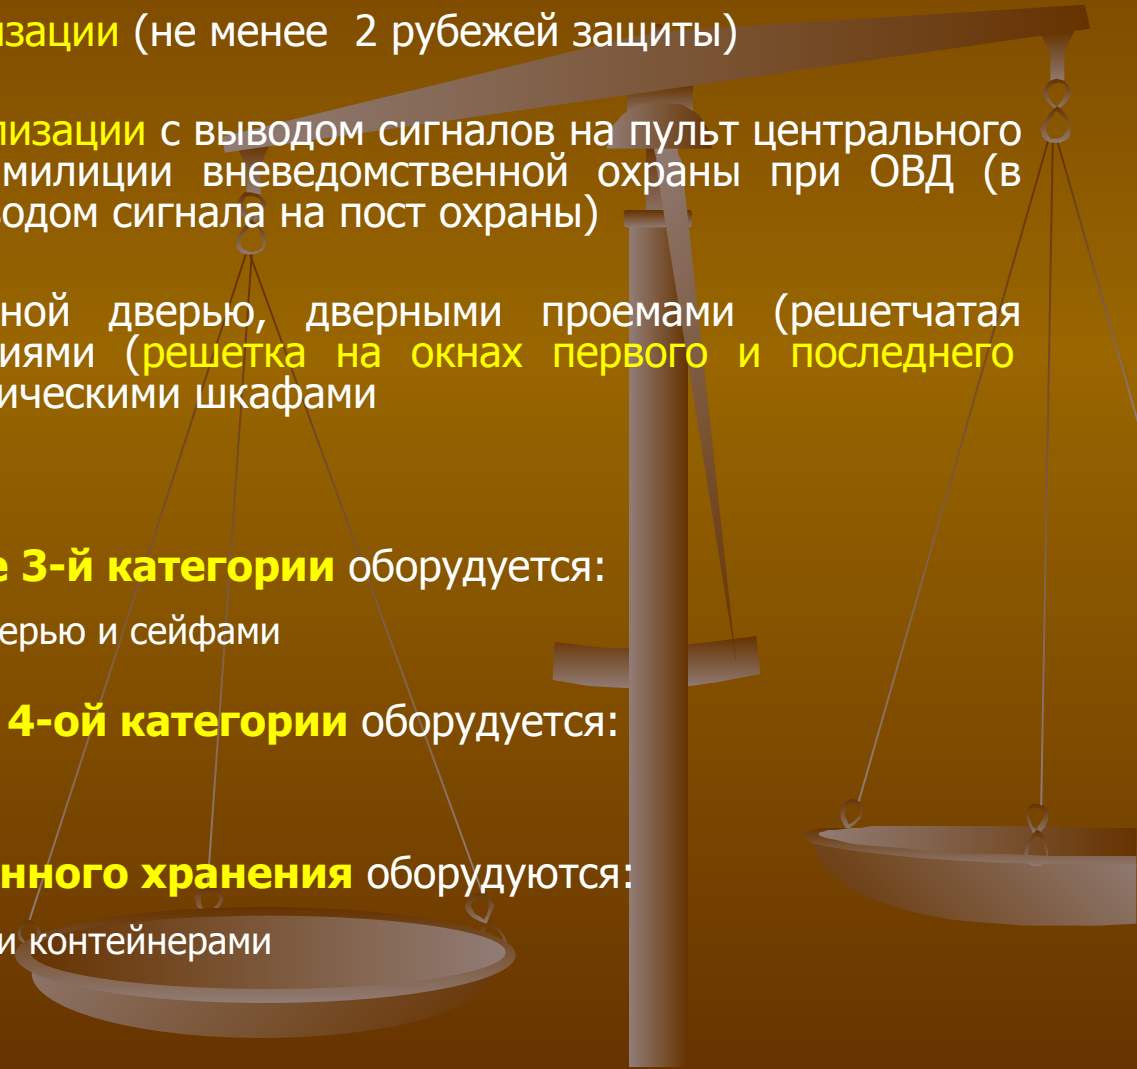 изации (не менее 2 рубежей защиты)
лизации с выводом сигналов на пульт центрального
милиции вневедомственной охраны при ОВД (в
водом сигнала на пост охраны)
ной дверью, дверными проемами (решетчатая
иями (решетка на окнах первого и последнего
ическими шкафами
е 3-й категории оборудуется:
ерью и сейфами
4-ой категории оборудуется:
нного хранения оборудуются:
и контейнерами